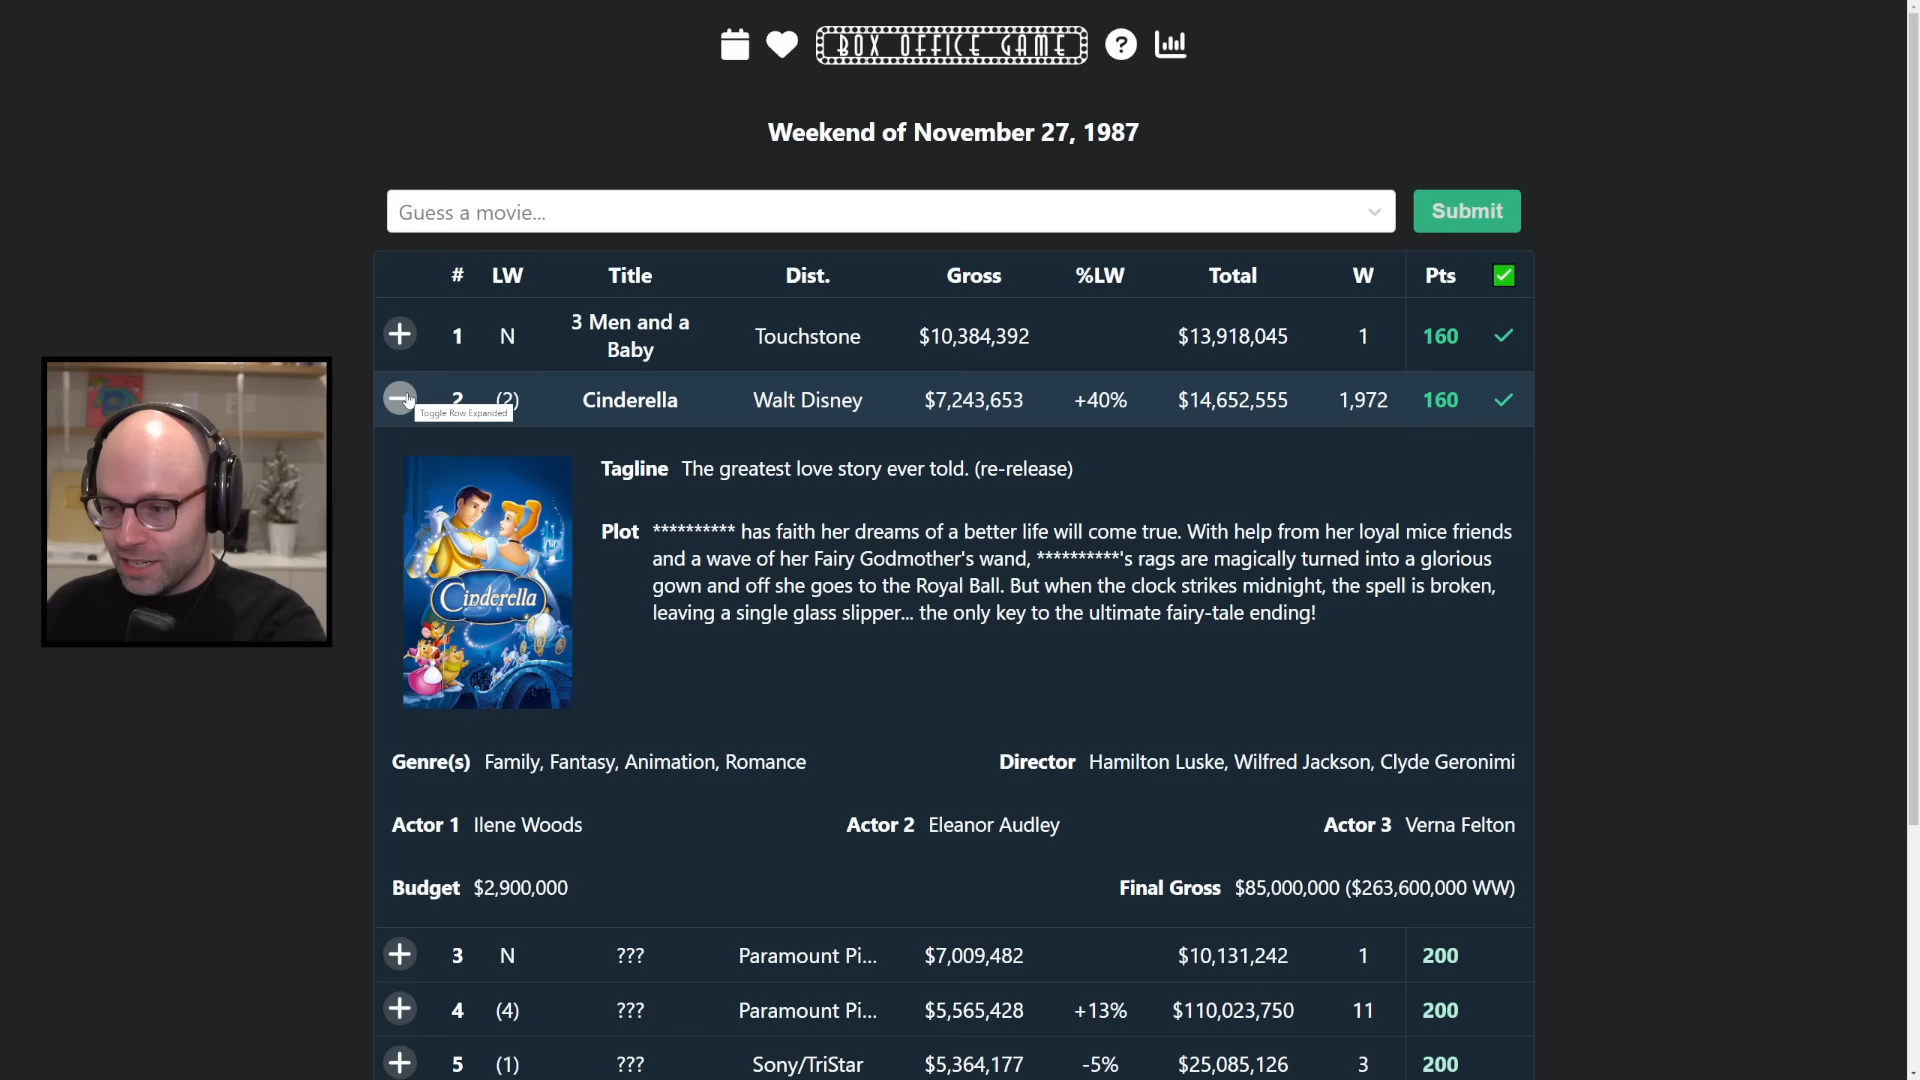 BOX OFFICE GAME
Weekend of November 27, 1987
Guess a movie...
Submit
# LW Title Dist. Gross %LW Total W Pts
1 N 3 Men and a Baby Touchstone $10,384,392 $13,918,045 1 160
2 (2) Cinderella Walt Disney $7,243,653 +40% $14,652,555 1,972 160
Toggle Row Expanded
Cinderella
Tagline The greatest love story ever told. (re-release)
Plot ********** has faith her dreams of a better life will come true. With help from her loyal mice friends
and a wave of her Fairy Godmother's wand, **********'s rags are magically turned into a glorious
gown and off she goes to the Royal Ball. But when the clock strikes midnight, the spell is broken,
leaving a single glass slipper... the only key to the ultimate fairy-tale ending!
Genre(s) Family, Fantasy, Animation, Romance Director Hamilton Luske, Wilfred Jackson, Clyde Geronimi
Actor 1 Ilene Woods Actor 2 Eleanor Audley Actor 3 Verna Felton
Budget $2,900,000 Final Gross $85,000,000 ($263,600,000 WW)
3 N ??? Paramount Pi... $7,009,482 $10,131,242 1 200
4 (4) ??? Paramount Pi... $5,565,428 +13% $110,023,750 11 200
5 (1) ??? Sony/TriStar $5,364,177 -5% $25,085,126 3 200